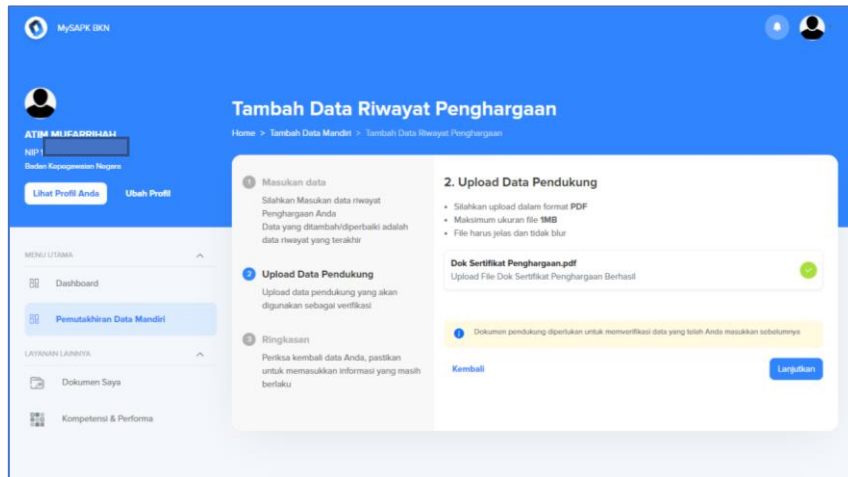 MySAPK BKN
ATIM MUFARRIHAH
NIP
Badan Kepegawaian Negara
Lihat Profil Anda
Ubah Profil
MENU UTAMA
Dashboard
Pemutakhiran Data Mandiri
LAYANAN LAINNYA
Dokumen Saya
Kompetensi & Performa
Tambah Data Riwayat Penghargaan
Home > Tambah Data Mandiri > Tambah Data Riwayat Penghargaan
1 Masukan data
Silahkan Masukan data riwayat
Penghargaan Anda
Data yang ditambah/diperbaiki adalah
data riwayat yang terakhir
2 Upload Data Pendukung
Upload data pendukung yang akan
digunakan sebagai verifikasi
3 Ringkasan
Periksa kembali data Anda, pastikan
untuk memasukkan informasi yang masih
berlaku
2. Upload Data Pendukung
• Silahkan upload dalam format PDF
• Maksimum ukuran file 1MB
• File harus jelas dan tidak blur
Dok Sertifikat Penghargaan.pdf
Upload File Dok Sertifikat Penghargaan Berhasil
Dokumen pendukung diperlukan untuk memverifikasi data yang telah Anda masukkan sebelumnya
Kembali
Lanjutkan